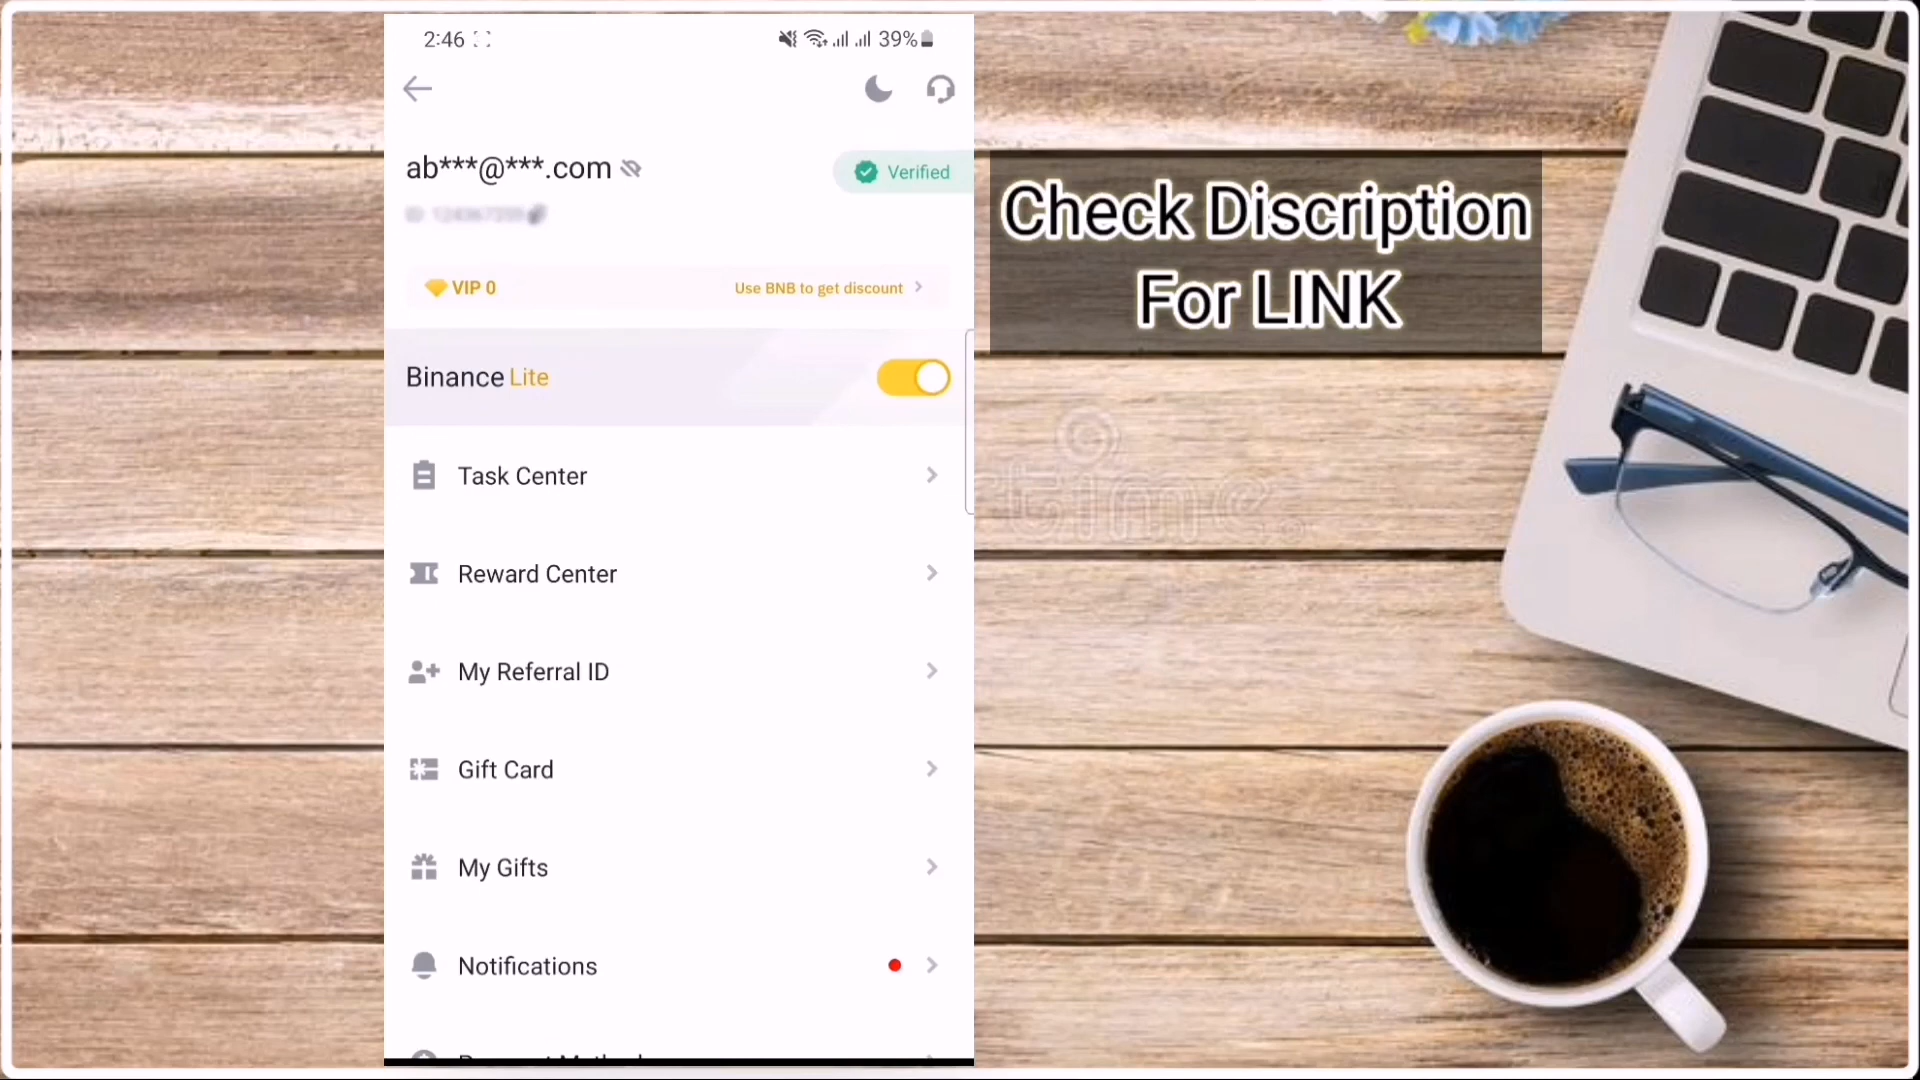 2:46
39%
ab***@***.com
Verified
VIP 0
Use BNB to get discount
Check Discription
For LINK
Binance Lite
Task Center
Reward Center
My Referral ID
Gift Card
My Gifts
Notifications